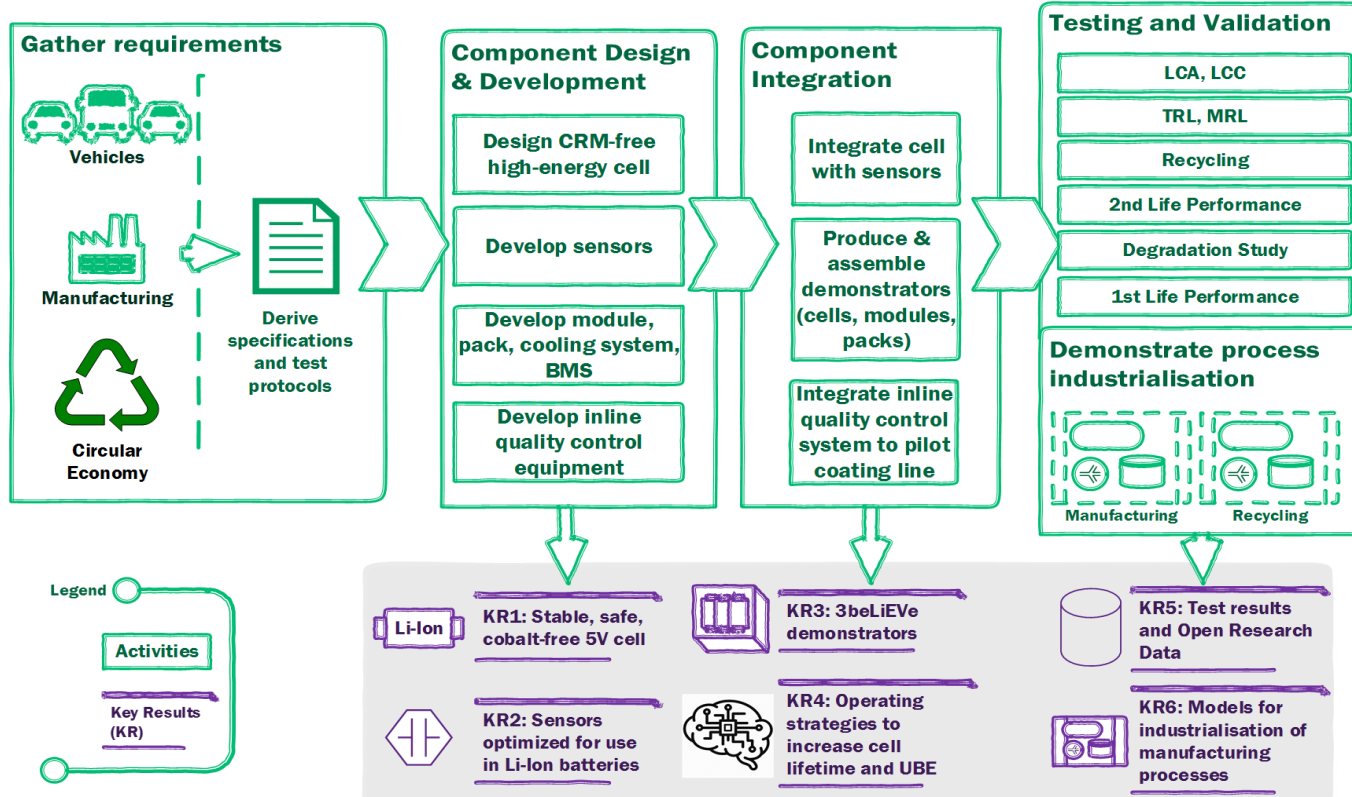 Gather requirements
Vehicles
Manufacturing
Circular
Economy
Derive
specifications
and test
protocols
Component Design
& Development
Design CRM-free
high-energy cell
Develop sensors
Develop module,
pack, cooling system,
BMS
Develop inline
quality control
equipment
Component
Integration
Integrate cell
with sensors
Produce &
assemble
demonstrators
(cells, modules,
packs)
Integrate inline
quality control
system to pilot
coating line
Testing and Validation
LCA, LCC
TRL, MRL
Recycling
2nd Life Performance
Degradation Study
1st Life Performance
Demonstrate process
industrialisation
Manufacturing
Recycling
Legend
Activities
Key Results
(KR)
Li-Ion
KR1: Stable, safe,
cobalt-free 5V cell
KR2: Sensors
optimized for use
in Li-Ion batteries
KR3: 3beLiEVe
demonstrators
KR4: Operating
strategies to
increase cell
lifetime and UBE
KR5: Test results
and Open Research
Data
KR6: Models for
industrialisation of
manufacturing
processes